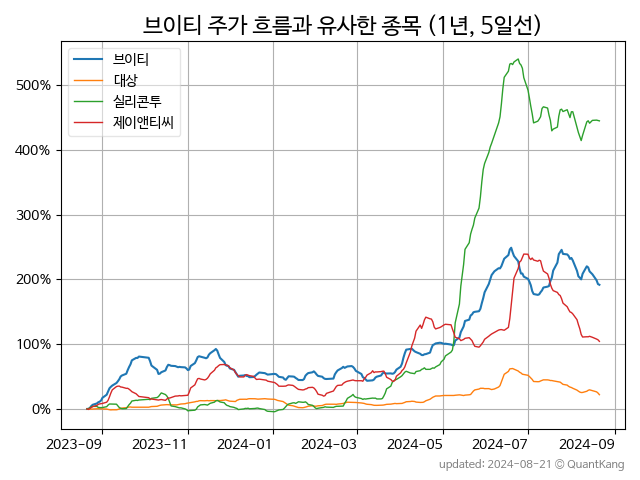 브이티 주가 흐름과 유사한 종목 (1년, 5일선)
브이티
대상
실리콘투
제이앤티씨
500%
400%
300%
200%
100%
0%
2023-09 2023-11 2024-01 2024-03 2024-05 2024-07 2024-09
updated: 2024-08-21 © QuantKang